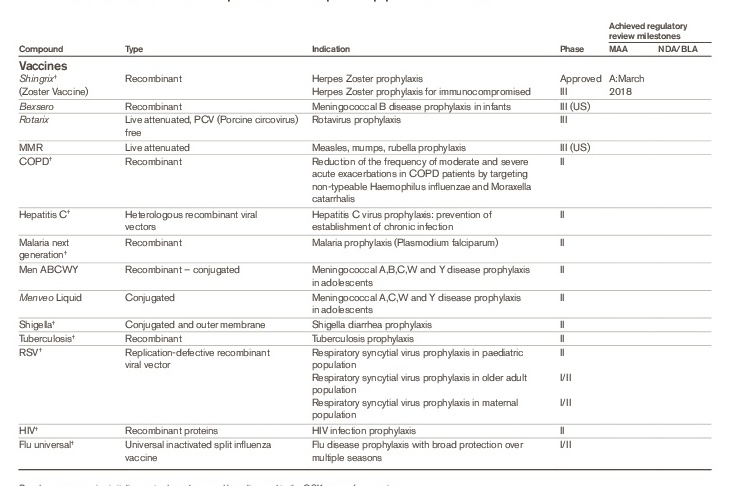 Achieved regulatory
review milestones
Compound Type Indication Phase MAA NDA/BLA
Vaccines
Shingrix† Recombinant Herpes Zoster prophylaxis Approved A:March
(Zoster Vaccine) Herpes Zoster prophylaxis for immunocompromised III 2018
Bexsero Recombinant Meningococcal B disease prophylaxis in infants III (US)
Rotarix Live attenuated, PCV (Porcine circovirus) Rotavirus prophylaxis III
free
MMR Live attenuated Measles, mumps, rubella prophylaxis III (US)
COPD† Recombinant Reduction of the frequency of moderate and severe II
acute exacerbations in COPD patients by targeting
non-typeable Haemophilus influenzae and Moraxella
catarrhalis
Hepatitis C† Heterologous recombinant viral Hepatitis C virus prophylaxis: prevention of II
vectors establishment of chronic infection
Malaria next Recombinant Malaria prophylaxis (Plasmodium falciparum) II
generation†
Men ABCWY Recombinant – conjugated Meningococcal A,B,C,W and Y disease prophylaxis II
in adolescents
Menveo Liquid Conjugated Meningococcal A,C,W and Y disease prophylaxis II
in adolescents
Shigella† Conjugated and outer membrane Shigella diarrhea prophylaxis II
Tuberculosis† Recombinant Tuberculosis prophylaxis II
RSV† Replication-defective recombinant Respiratory syncytial virus prophylaxis in paediatric II
viral vector population
Respiratory syncytial virus prophylaxis in older adult I/II
population
Respiratory syncytial virus prophylaxis in maternal I/II
population
HIV† Recombinant proteins HIV infection prophylaxis II
Flu universal† Universal inactivated split influenza Flu disease prophylaxis with broad protection over I/II
vaccine multiple seasons